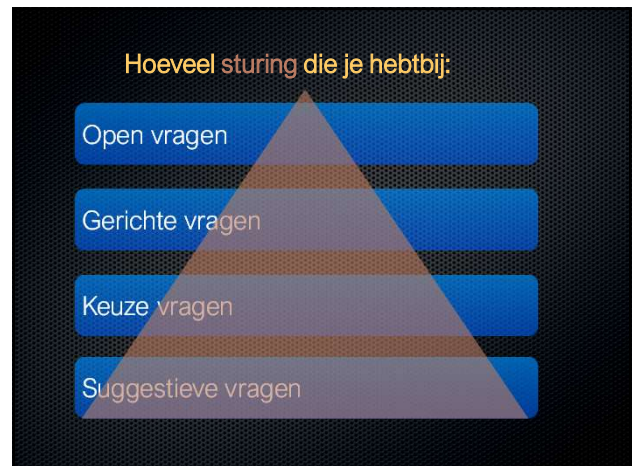 Hoeveel sturing die je hebtbij:
Open vragen
Gerichte vragen
Keuze vragen
Suggestieve vragen